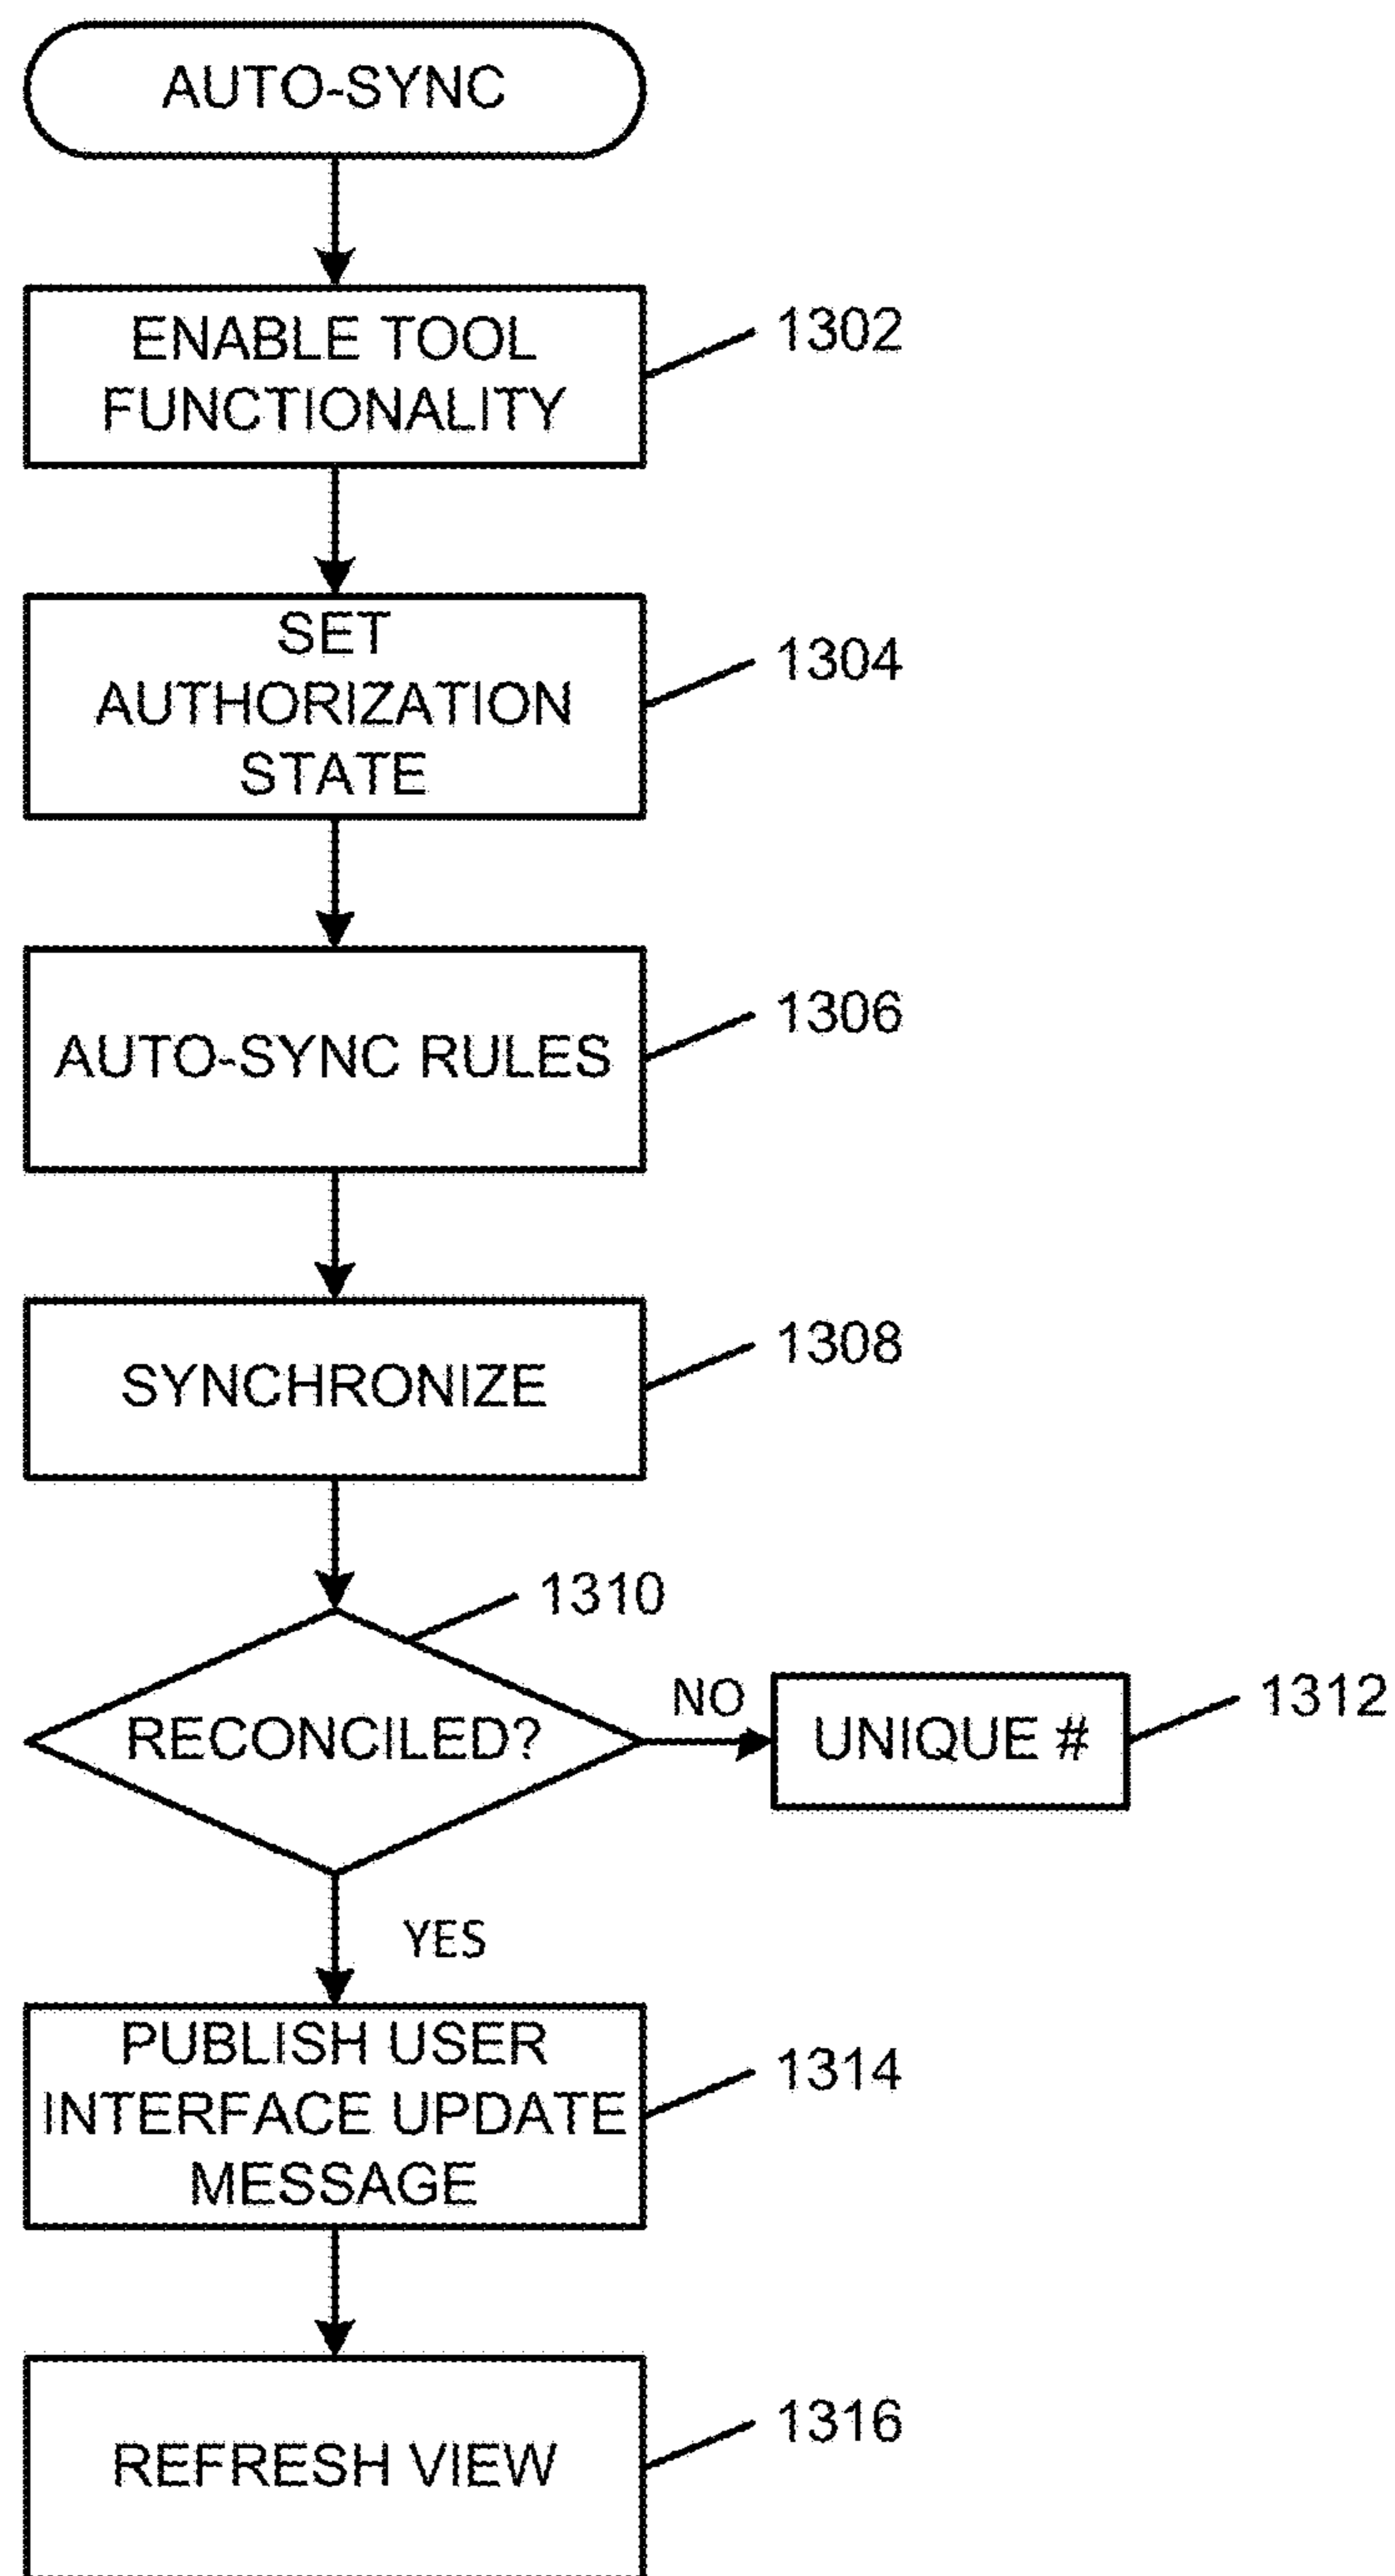 AUTO-SYNC
ENABLE TOOL
FUNCTIONALITY
1302
SET
AUTHORIZATION
STATE
1304
AUTO-SYNC RULES
1306
SYNCHRONIZE
1308
1310
RECONCILED?
NO
UNIQUE #
1312
YES
PUBLISH USER
INTERFACE UPDATE
MESSAGE
1314
REFRESH VIEW
1316